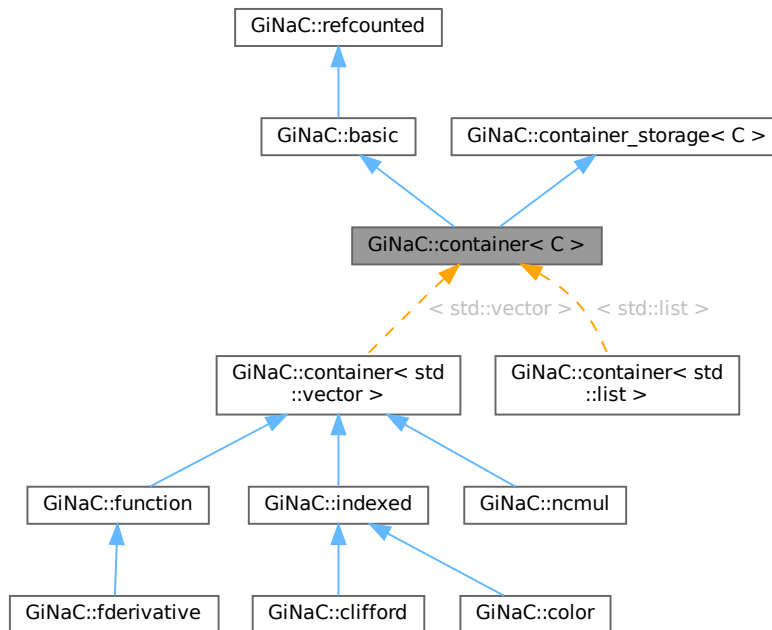 GiNaC::refcounted
GiNaC::basic
GiNaC::container_storage< C >
GiNaC::container< C >
< std::vector >
< std::list >
GiNaC::container< std
::vector >
GiNaC::container< std
::list >
GiNaC::function
GiNaC::indexed
GiNaC::ncmul
GiNaC::fderivative
GiNaC::clifford
GiNaC::color